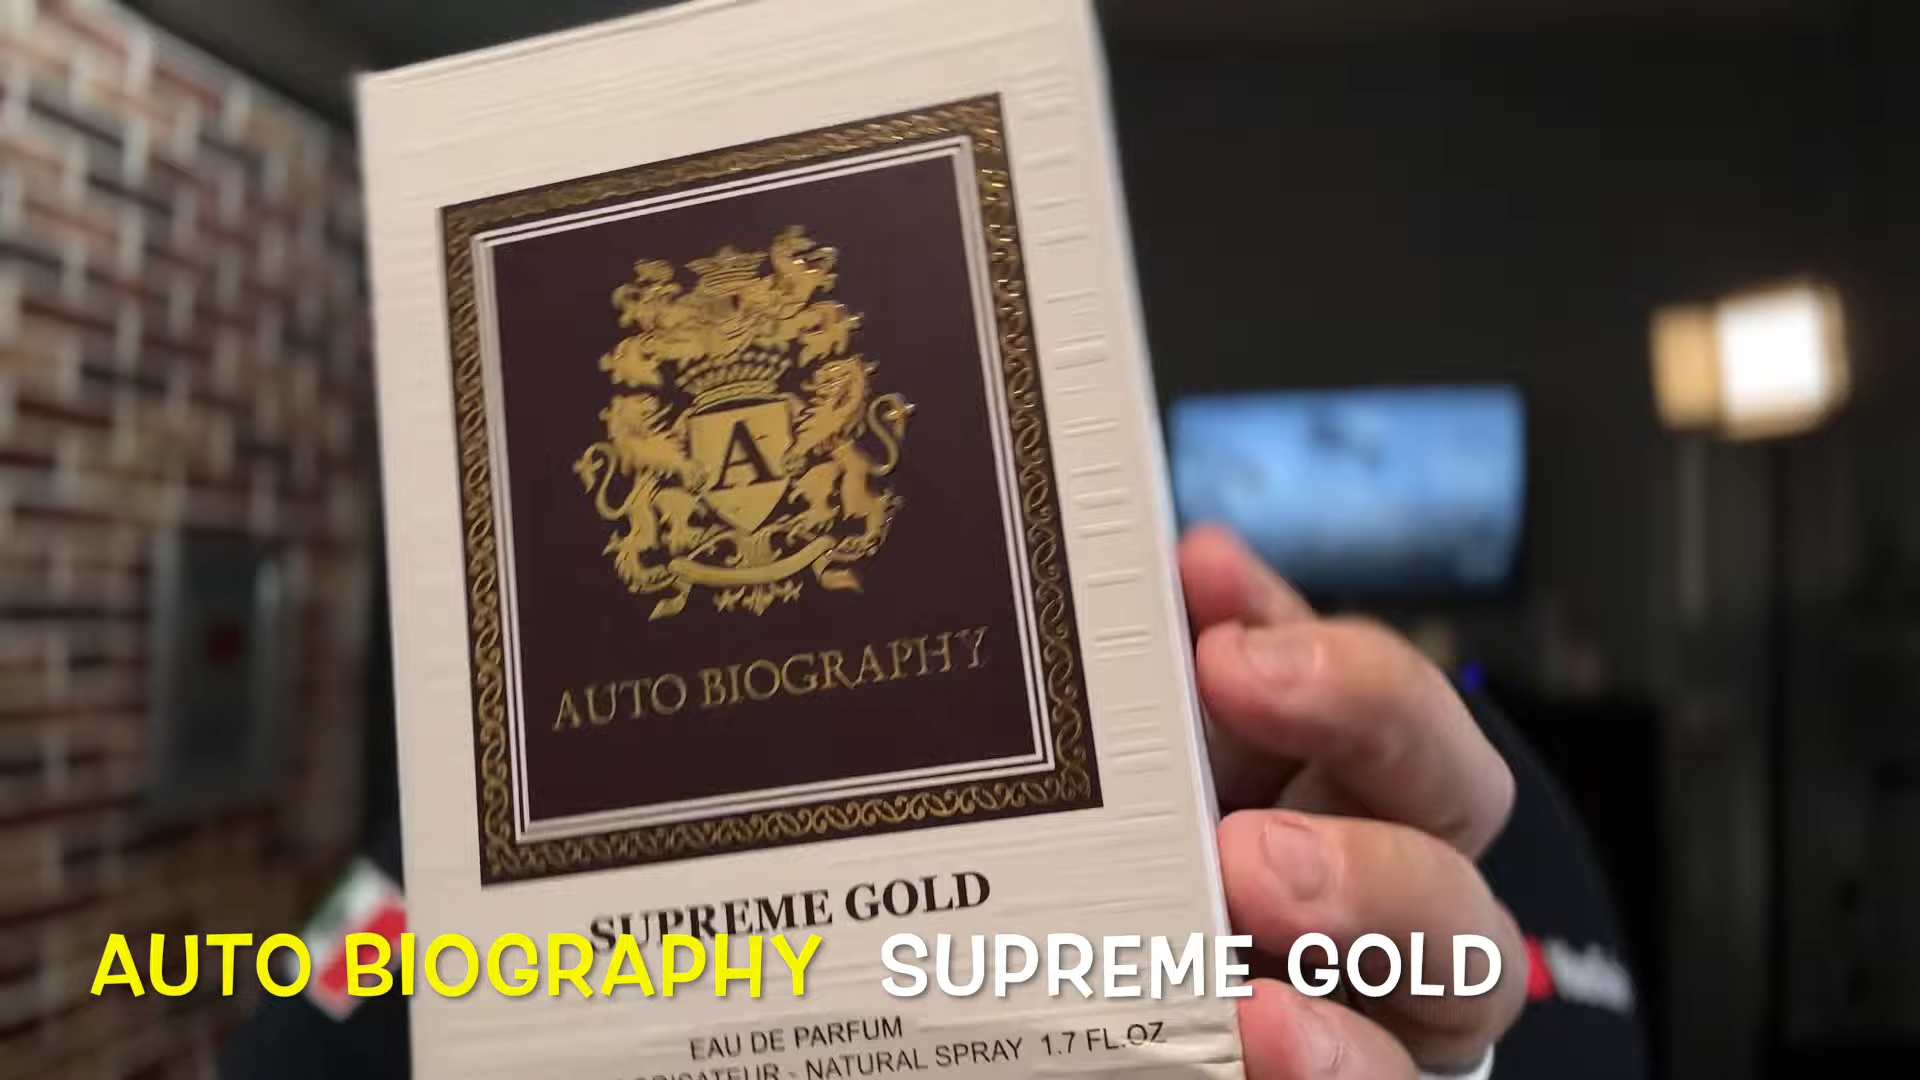 A
AUTO BIOGRAPHY
SUPREME GOLD
AUTO BIOGRAPHY SUPREME GOLD
EAU DE PARFUM
- NATURAL SPRAY 1.7 FL.OZ